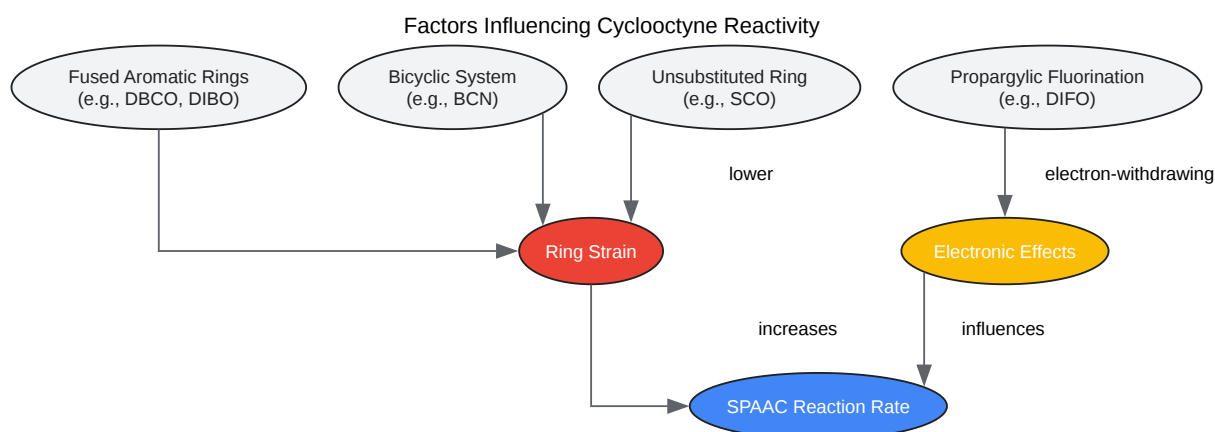 Factors Influencing Cyclooctyne Reactivity
Fused Aromatic Rings
(e.g., DBCO, DIBO)
Bicyclic System
(e.g., BCN)
Unsubstituted Ring
(e.g., SCO)
Propargylic Fluorination
(e.g., DIFO)
lower
electron-withdrawing
Ring Strain
Electronic Effects
increases
influences
SPAAC Reaction Rate